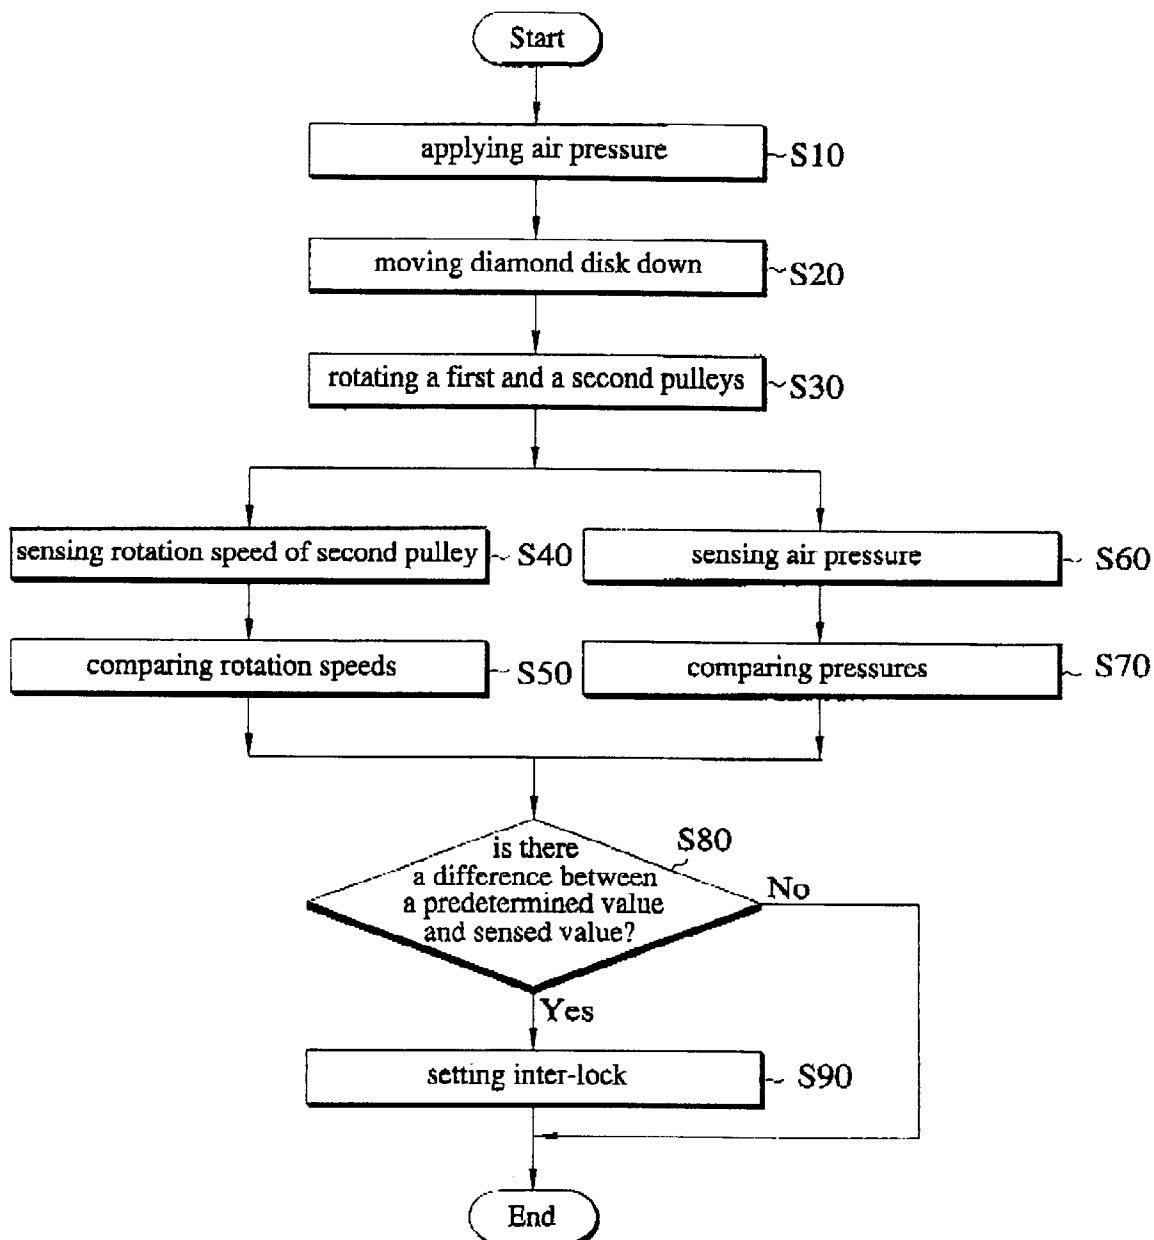 Start
applying air pressure
S10
moving diamond disk down
S20
rotating a first and a second pulleys
S30
sensing rotation speed of second pulley
S40
sensing air pressure
S60
comparing rotation speeds
S50
comparing pressures
S70
is there
a difference between
a predetermined value
and sensed value?
S80
No
Yes
setting inter-lock
S90
End